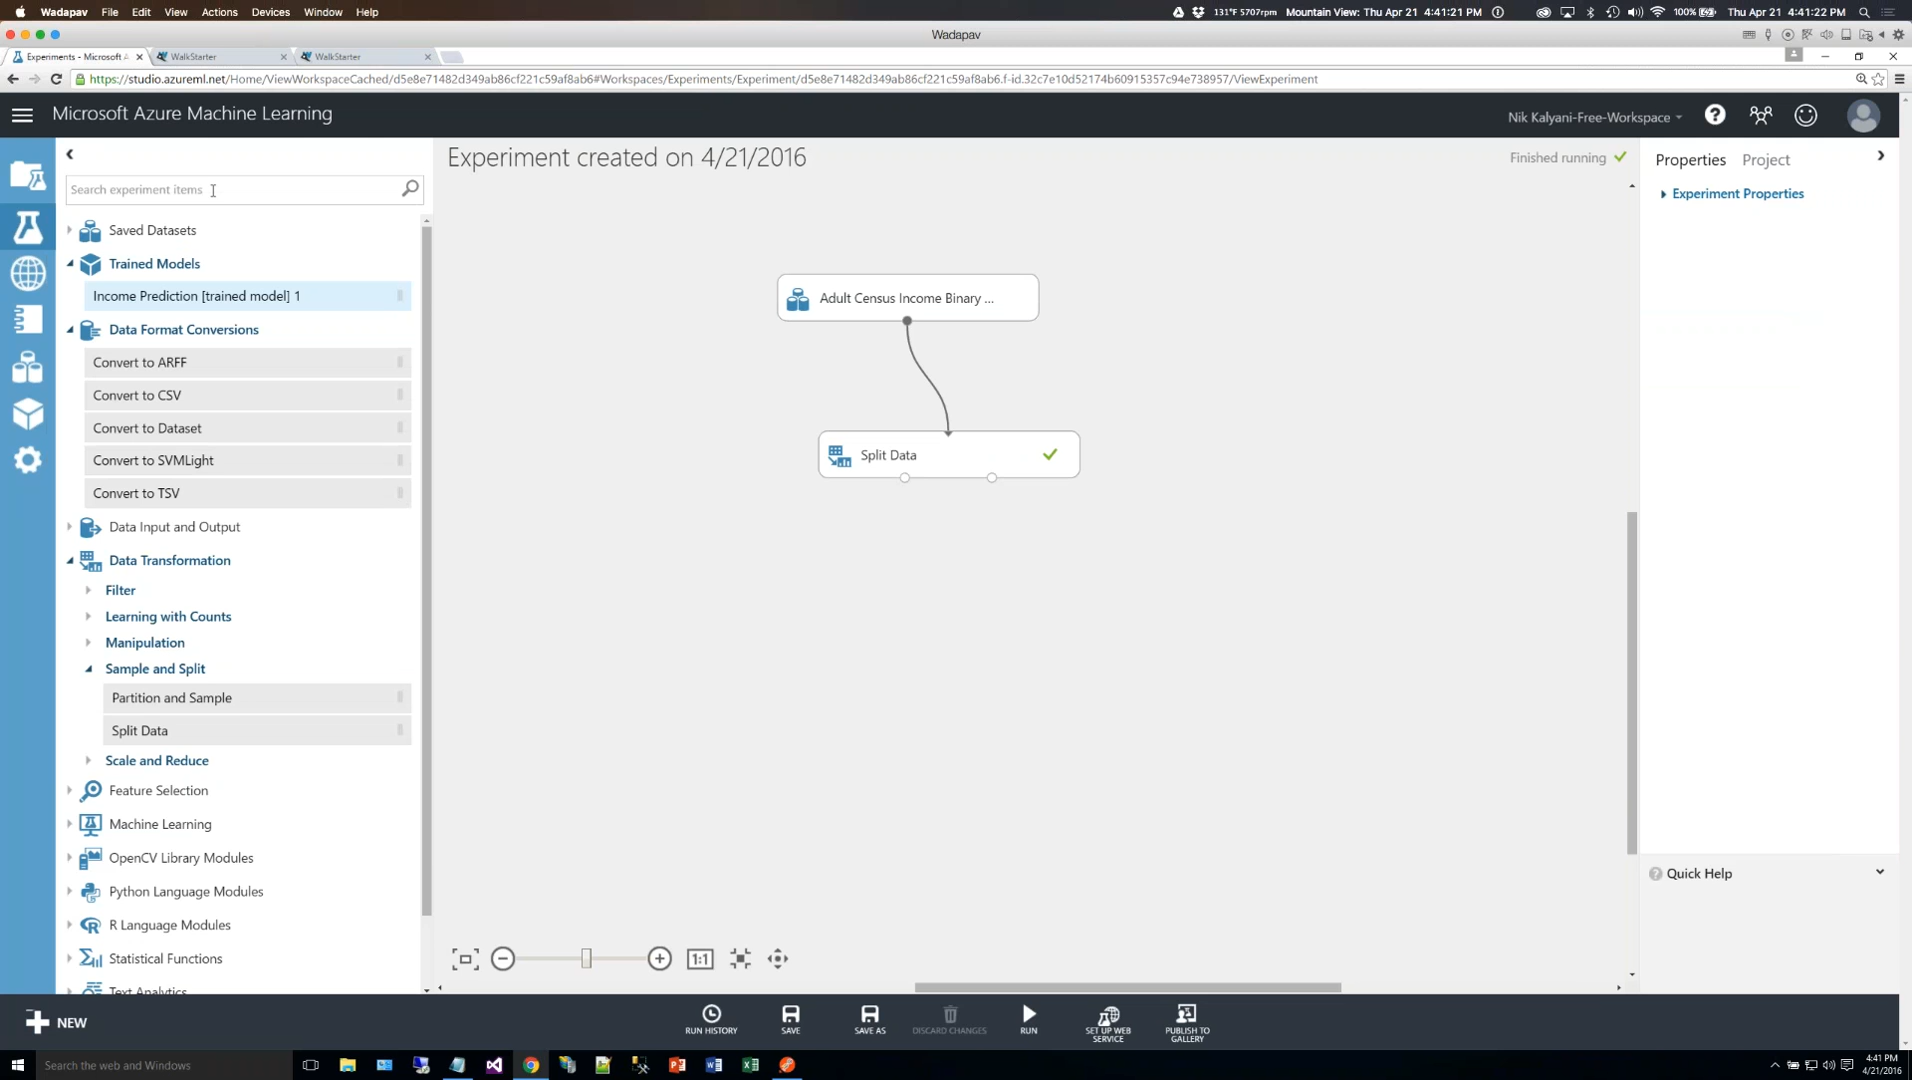 Wadapav File Edit View Actions Devices Window Help
131°F 5707rpm Mountain View: Thu Apr 21 4:41:21 PM 100% Thu Apr 21 4:41:22 PM
Wadapav
Experiments - Microsoft A
WalkStarter
WalkStarter
https://studio.azureml.net/Home/ViewWorkspaceCached/d5e8e71482d349ab86cf221c59af8ab6#Workspaces/Experiments/Experiment/d5e8e71482d349ab86cf221c59af8ab6.f-id.32c7e10d52174b60915357c94e738957/ViewExperiment
Microsoft Azure Machine Learning
Nik Kalyani-Free-Workspace
Search experiment items
Saved Datasets
Trained Models
Income Prediction [trained model] 1
Data Format Conversions
Convert to ARFF
Convert to CSV
Convert to Dataset
Convert to SVMLight
Convert to TSV
Data Input and Output
Data Transformation
Filter
Learning with Counts
Manipulation
Sample and Split
Partition and Sample
Split Data
Scale and Reduce
Feature Selection
Machine Learning
OpenCV Library Modules
Python Language Modules
R Language Modules
Statistical Functions
Text Analytics
Experiment created on 4/21/2016
Finished running
Adult Census Income Binary ...
Split Data
1:1
Properties Project
Experiment Properties
Quick Help
NEW
RUN HISTORY
SAVE
SAVE AS
DISCARD CHANGES
RUN
SET UP WEB SERVICE
PUBLISH TO GALLERY
Search the web and Windows
4:41 PM
4/21/2016